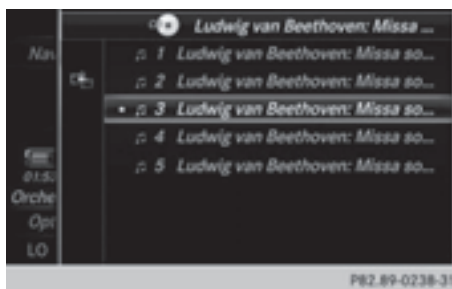 Ludwig van Beethoven: Missa ...
Nav
1 Ludwig van Beethoven: Missa so...
2 Ludwig van Beethoven: Missa so...
3 Ludwig van Beethoven: Missa so...
4 Ludwig van Beethoven: Missa so...
5 Ludwig van Beethoven: Missa so...
01:52
Orche
Opt
LO
P82.89-0238-31